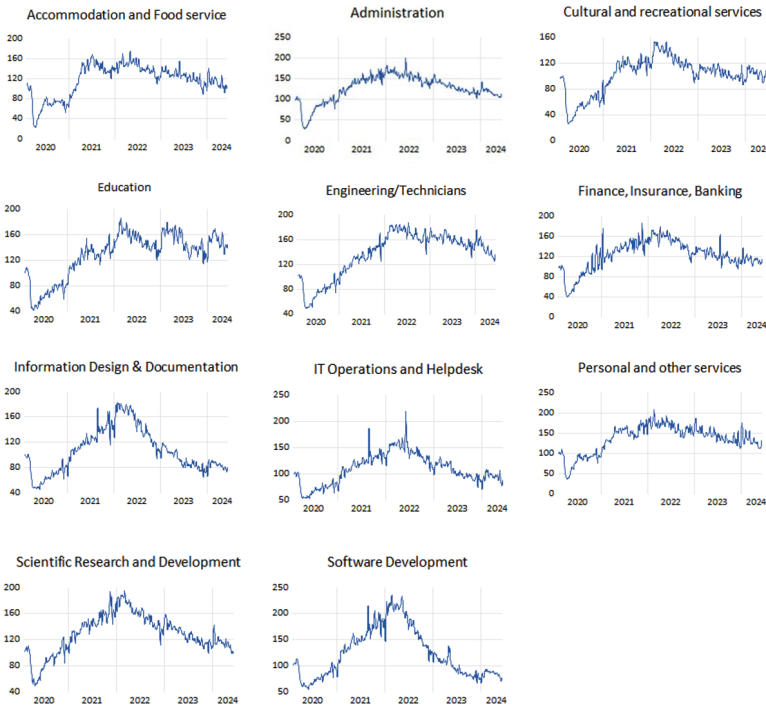 Accommodation and Food service
200
160
120
80
40
0
2020 2021 2022 2023 2024
Administration
250
200
150
100
50
0
2020 2021 2022 2023 2024
Cultural and recreational services
160
120
80
40
0
2020 2021 2022 2023 2024
Education
200
160
120
80
40
2020 2021 2022 2023 2024
Engineering/Technicians
200
160
120
80
40
2020 2021 2022 2023 2024
Finance, Insurance, Banking
200
160
120
80
40
0
2020 2021 2022 2023 2024
Information Design & Documentation
200
160
120
80
40
2020 2021 2022 2023 2024
IT Operations and Helpdesk
250
200
150
100
50
2020 2021 2022 2023 2024
Personal and other services
250
200
150
100
50
0
2020 2021 2022 2023 2024
Scientific Research and Development
200
160
120
80
40
2020 2021 2022 2023 2024
Software Development
250
200
150
100
50
2020 2021 2022 2023 2024